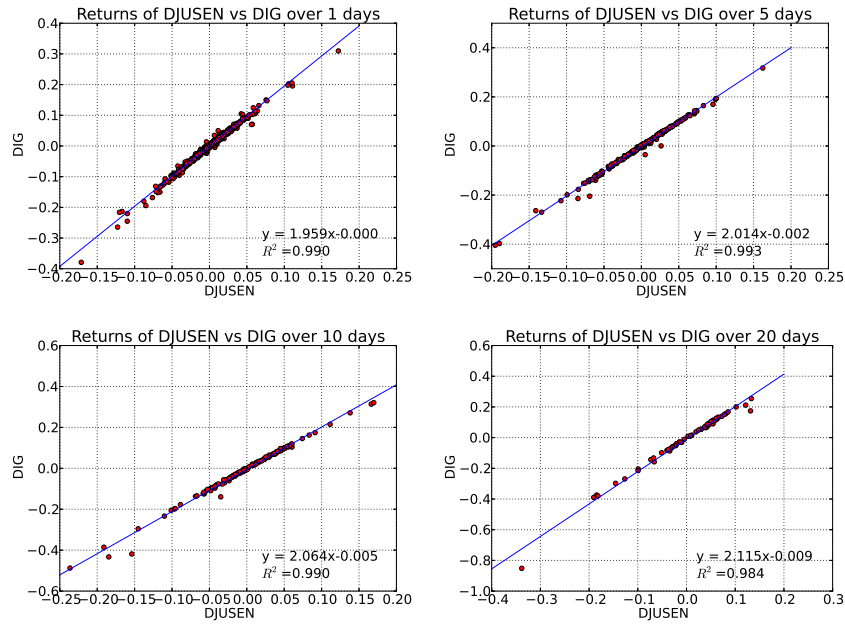 Returns of DJUSEN vs DIG over 1 days
0.4
0.3
0.2
0.1
0.0
−0.1
−0.2
−0.3
−0.4
DIG
y = 1.959x-0.000
R² =0.990
−0.20 −0.15 −0.10 −0.05 0.00 0.05 0.10 0.15 0.20 0.25
DJUSEN
Returns of DJUSEN vs DIG over 5 days
0.4
0.2
0.0
−0.2
−0.4
DIG
y = 2.014x-0.002
R² =0.993
−0.20 −0.15 −0.10 −0.05 0.00 0.05 0.10 0.15 0.20 0.25
DJUSEN
Returns of DJUSEN vs DIG over 10 days
0.6
0.4
0.2
0.0
−0.2
−0.4
−0.6
DIG
y = 2.064x-0.005
R² =0.990
−0.25 −0.20 −0.15 −0.10 −0.05 0.00 0.05 0.10 0.15 0.20
DJUSEN
Returns of DJUSEN vs DIG over 20 days
0.6
0.4
0.2
0.0
−0.2
−0.4
−0.6
−0.8
−1.0
DIG
y = 2.115x-0.009
R² =0.984
−0.4 −0.3 −0.2 −0.1 0.0 0.1 0.2 0.3
DJUSEN